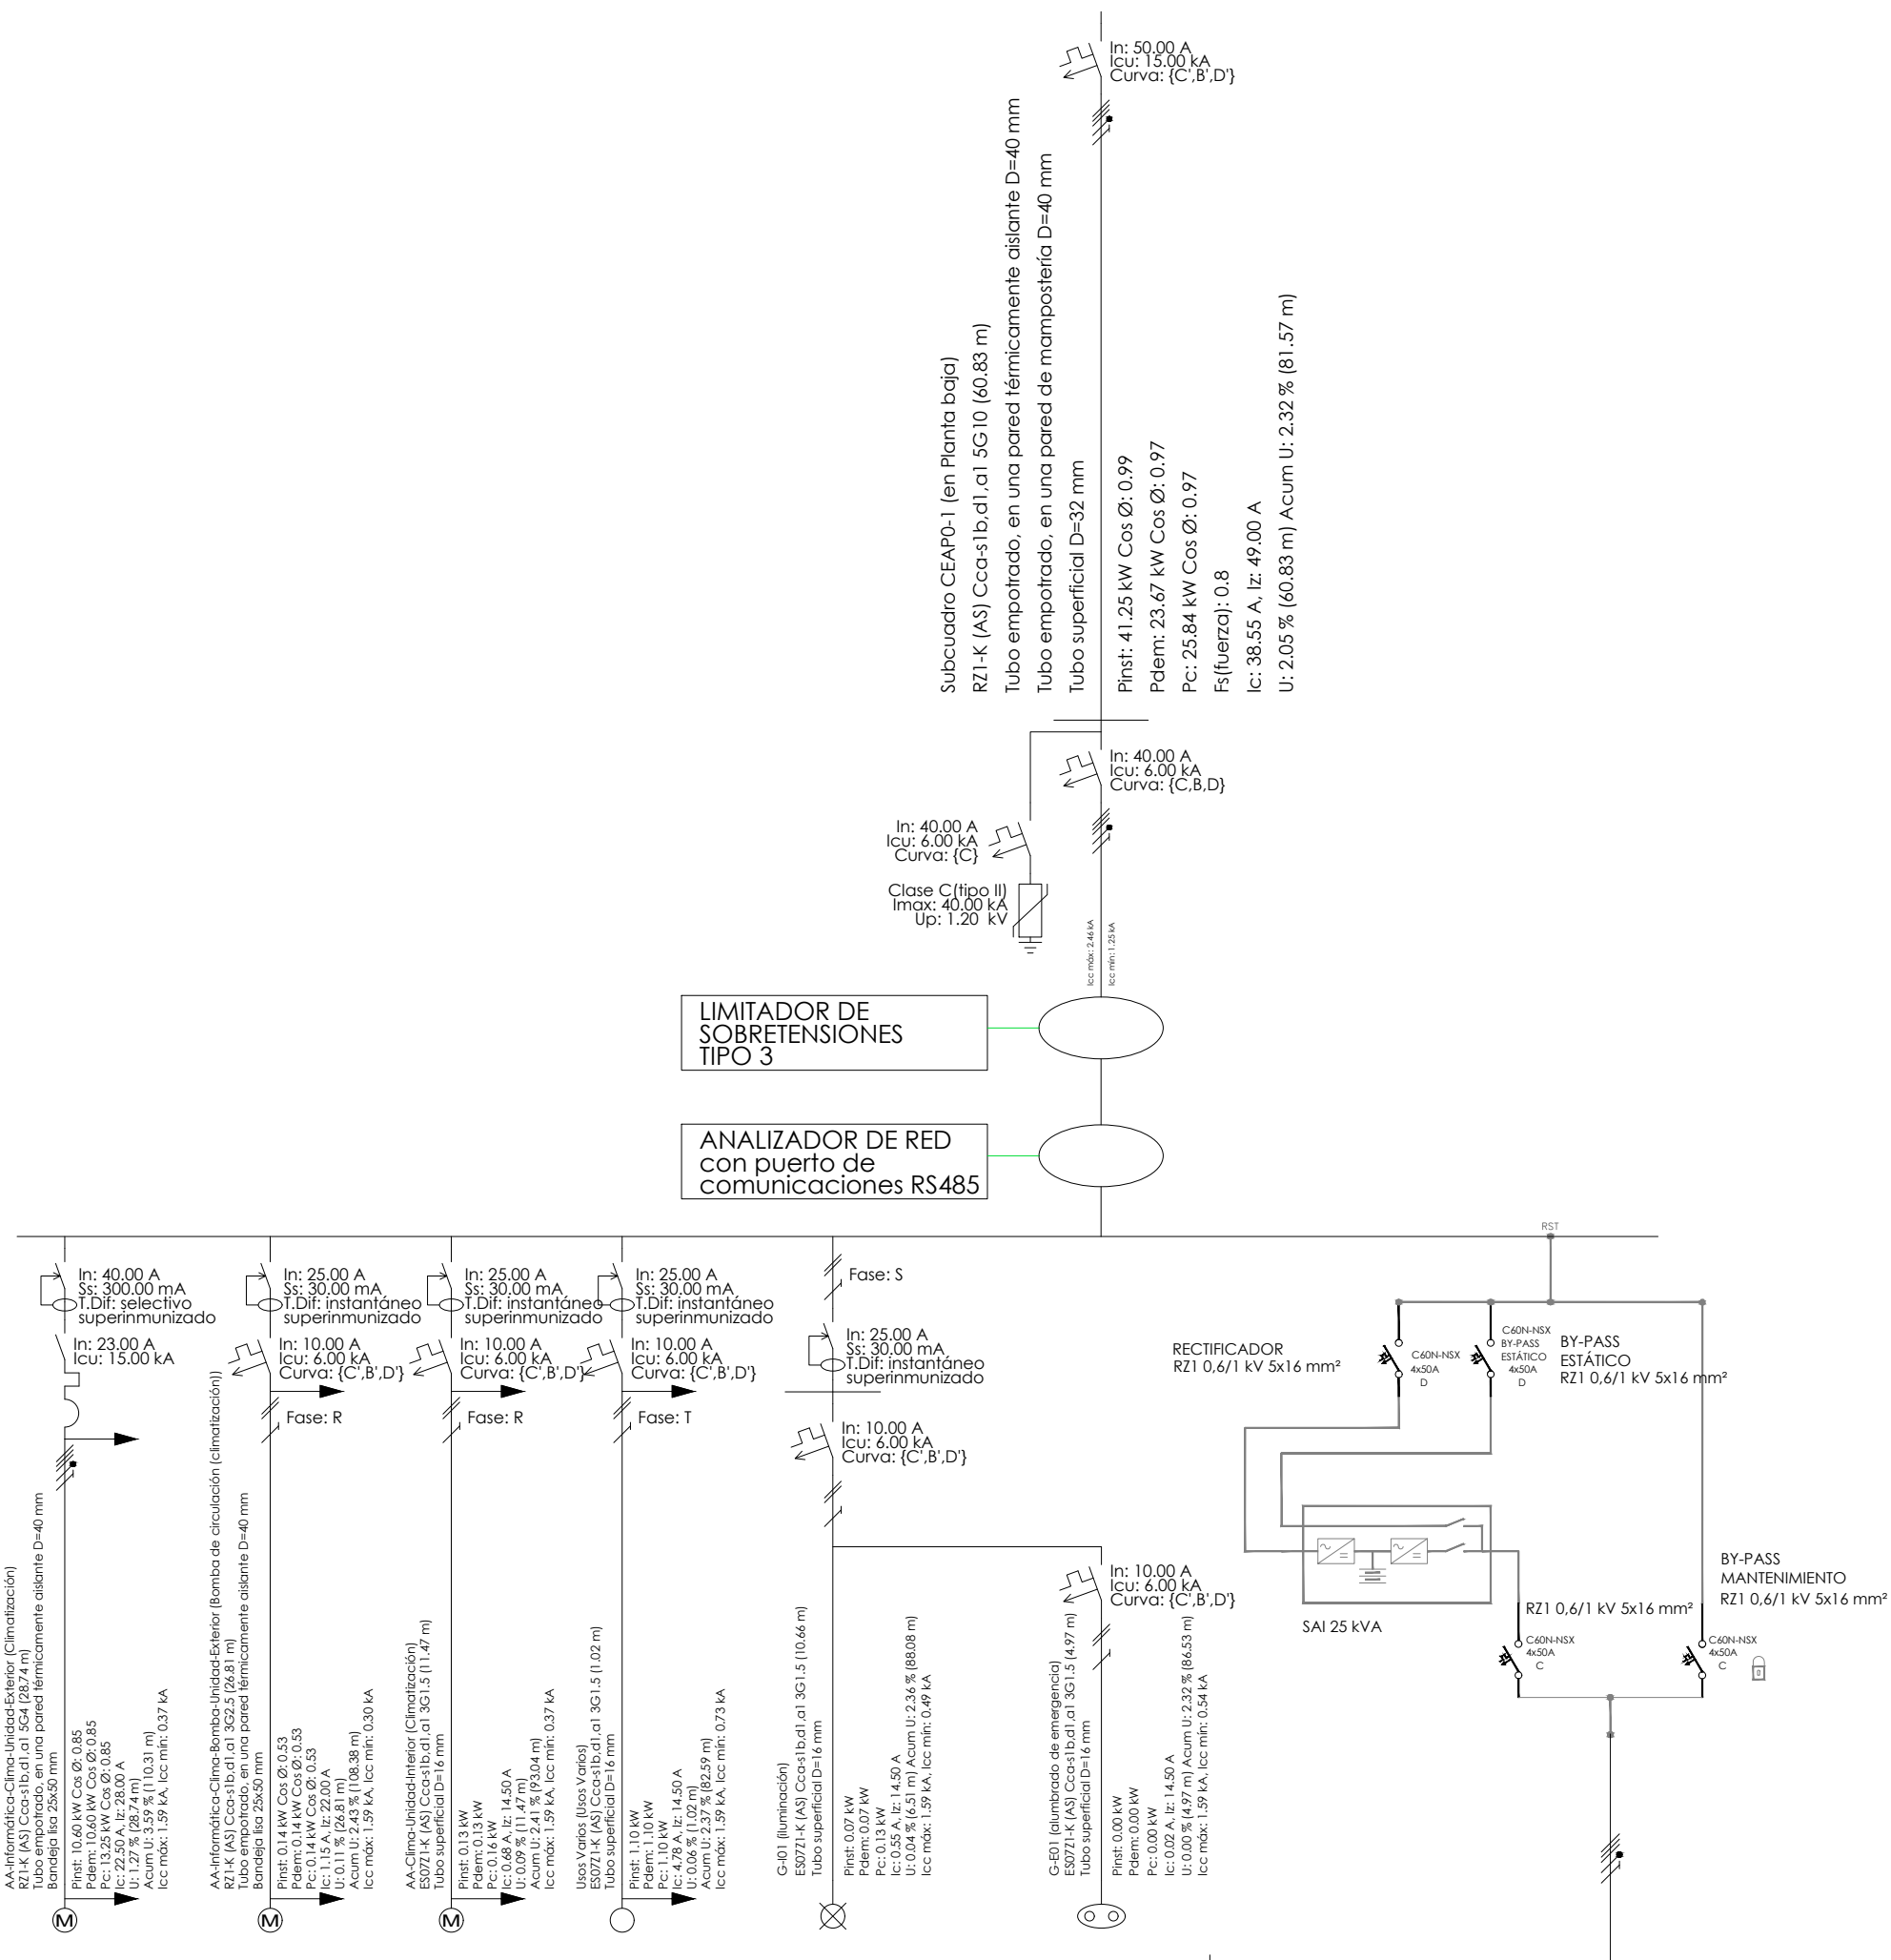 In: 50.00 A
Icu: 15.00 kA
Curva: {C',B',D'}
Subcuadro CEAP0-1 (en Planta baja)
RZ1-K (AS) Cca-s1b,d1,a1 5G10 (60.83 m)
Tubo empotrado, en una pared térmicamente aislante D=40 mm
Tubo empotrado, en una pared de mampostería D=40 mm
Tubo superficial D=32 mm
Pinst: 41.25 kW Cos Ø: 0.99
Pdem: 23.67 kW Cos Ø: 0.97
Pc: 25.84 kW Cos Ø: 0.97
Fs(fuerza): 0.8
Ic: 38.55 A, Iz: 49.00 A
U: 2.05 % (60.83 m) Acum U: 2.32 % (81.57 m)
In: 40.00 A
Icu: 6.00 kA
Curva: {C,B,D}
In: 40.00 A
Icu: 6.00 kA
Curva: {C}
Clase C(tipo II)
Imax: 40.00 kA
Up: 1.20 kV
Icc máx: 2.46 kA
Icc mín: 1.25 kA
LIMITADOR DE
SOBRETENSIONES
TIPO 3
ANALIZADOR DE RED
con puerto de
comunicaciones RS485
RST
In: 40.00 A
Ss: 300.00 mA
T.Dif: selectivo
superinmunizado
In: 23.00 A
Icu: 15.00 kA
AA-Informática-Clima-Unidad-Exterior (Climatización)
RZ1-K (AS) Cca-s1b,d1,a1 5G4 (28.74 m)
Tubo empotrado, en una pared térmicamente aislante D=40 mm
Bandeja lisa 25x50 mm
Pinst: 10.60 kW Cos Ø: 0.85
Pdem: 10.60 kW Cos Ø: 0.85
Pc: 13.25 kW Cos Ø: 0.85
Ic: 22.50 A, Iz: 28.00 A
U: 1.27 % (28.74 m)
Acum U: 3.59 % (110.31 m)
Icc máx: 1.59 kA, Icc mín: 0.37 kA
M
In: 25.00 A
Ss: 30.00 mA
T.Dif: instantáneo
superinmunizado
In: 10.00 A
Icu: 6.00 kA
Curva: {C',B',D'}
Fase: R
AA-Informática-Clima-Bomba-Unidad-Exterior (Bomba de circulación (climatización))
RZ1-K (AS) Cca-s1b,d1,a1 3G2.5 (26.81 m)
Tubo empotrado, en una pared térmicamente aislante D=40 mm
Bandeja lisa 25x50 mm
Pinst: 0.14 kW Cos Ø: 0.53
Pdem: 0.14 kW Cos Ø: 0.53
Pc: 0.14 kW Cos Ø: 0.53
Ic: 1.15 A, Iz: 22.00 A
U: 0.11 % (26.81 m)
Acum U: 2.43 % (108.38 m)
Icc máx: 1.59 kA, Icc mín: 0.30 kA
M
In: 25.00 A
Ss: 30.00 mA
T.Dif: instantáneo
superinmunizado
In: 10.00 A
Icu: 6.00 kA
Curva: {C',B',D'}
Fase: R
AA-Clima-Unidad-Interior (Climatización)
ES07Z1-K (AS) Cca-s1b,d1,a1 3G1.5 (11.47 m)
Tubo superficial D=16 mm
Pinst: 0.13 kW
Pdem: 0.13 kW
Pc: 0.16 kW
Ic: 0.68 A, Iz: 14.50 A
U: 0.09 % (11.47 m)
Acum U: 2.41 % (93.04 m)
Icc máx: 1.59 kA, Icc mín: 0.37 kA
M
In: 25.00 A
Ss: 30.00 mA
T.Dif: instantáneo
superinmunizado
In: 10.00 A
Icu: 6.00 kA
Curva: {C',B',D'}
Fase: T
Usos Varios (Usos Varios)
ES07Z1-K (AS) Cca-s1b,d1,a1 3G1.5 (1.02 m)
Tubo superficial D=16 mm
Pinst: 1.10 kW
Pdem: 1.10 kW
Pc: 1.10 kW
Ic: 4.78 A, Iz: 14.50 A
U: 0.06 % (1.02 m)
Acum U: 2.37 % (82.59 m)
Icc máx: 1.59 kA, Icc mín: 0.73 kA
Fase: S
In: 25.00 A
Ss: 30.00 mA
T.Dif: instantáneo
superinmunizado
In: 10.00 A
Icu: 6.00 kA
Curva: {C',B',D'}
G-I01 (iluminación)
ES07Z1-K (AS) Cca-s1b,d1,a1 3G1.5 (10.66 m)
Tubo superficial D=16 mm
Pinst: 0.07 kW
Pdem: 0.07 kW
Pc: 0.13 kW
Ic: 0.55 A, Iz: 14.50 A
U: 0.04 % (6.51 m) Acum U: 2.36 % (88.08 m)
Icc máx: 1.59 kA, Icc mín: 0.49 kA
In: 10.00 A
Icu: 6.00 kA
Curva: {C',B',D'}
G-E01 (alumbrado de emergencia)
ES07Z1-K (AS) Cca-s1b,d1,a1 3G1.5 (4.97 m)
Tubo superficial D=16 mm
Pinst: 0.00 kW
Pdem: 0.00 kW
Pc: 0.00 kW
Ic: 0.02 A, Iz: 14.50 A
U: 0.00 % (4.97 m) Acum U: 2.32 % (86.53 m)
Icc máx: 1.59 kA, Icc mín: 0.54 kA
RECTIFICADOR
RZ1 0,6/1 kV 5x16 mm²
C60N-NSX
4x50A
D
C60N-NSX
BY-PASS
ESTÁTICO
4x50A
D
BY-PASS
ESTÁTICO
RZ1 0,6/1 kV 5x16 mm²
SAI 25 kVA
RZ1 0,6/1 kV 5x16 mm²
C60N-NSX
4x50A
C
BY-PASS
MANTENIMIENTO
RZ1 0,6/1 kV 5x16 mm²
C60N-NSX
4x50A
C